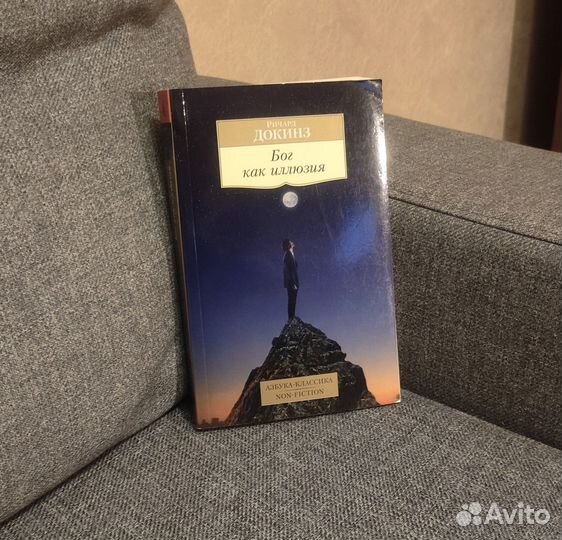 Ричард
ДОКИНЗ
Бог
как иллюзия
АЗБУКА-КЛАССИКА
NON-FICTION
Avito